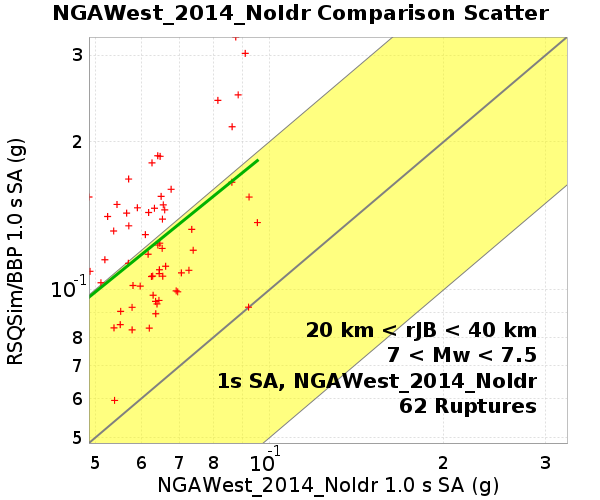 NGAWest_2014_NoIdr Comparison Scatter
RSQSim/BBP 1.0 s SA (g)
3
2
10⁻¹
8
7
6
5
20 km < rJB < 40 km
7 < Mw < 7.5
1s SA, NGAWest_2014_NoIdr
62 Ruptures
5 6 7 8 10⁻¹ 2 3
NGAWest_2014_NoIdr 1.0 s SA (g)